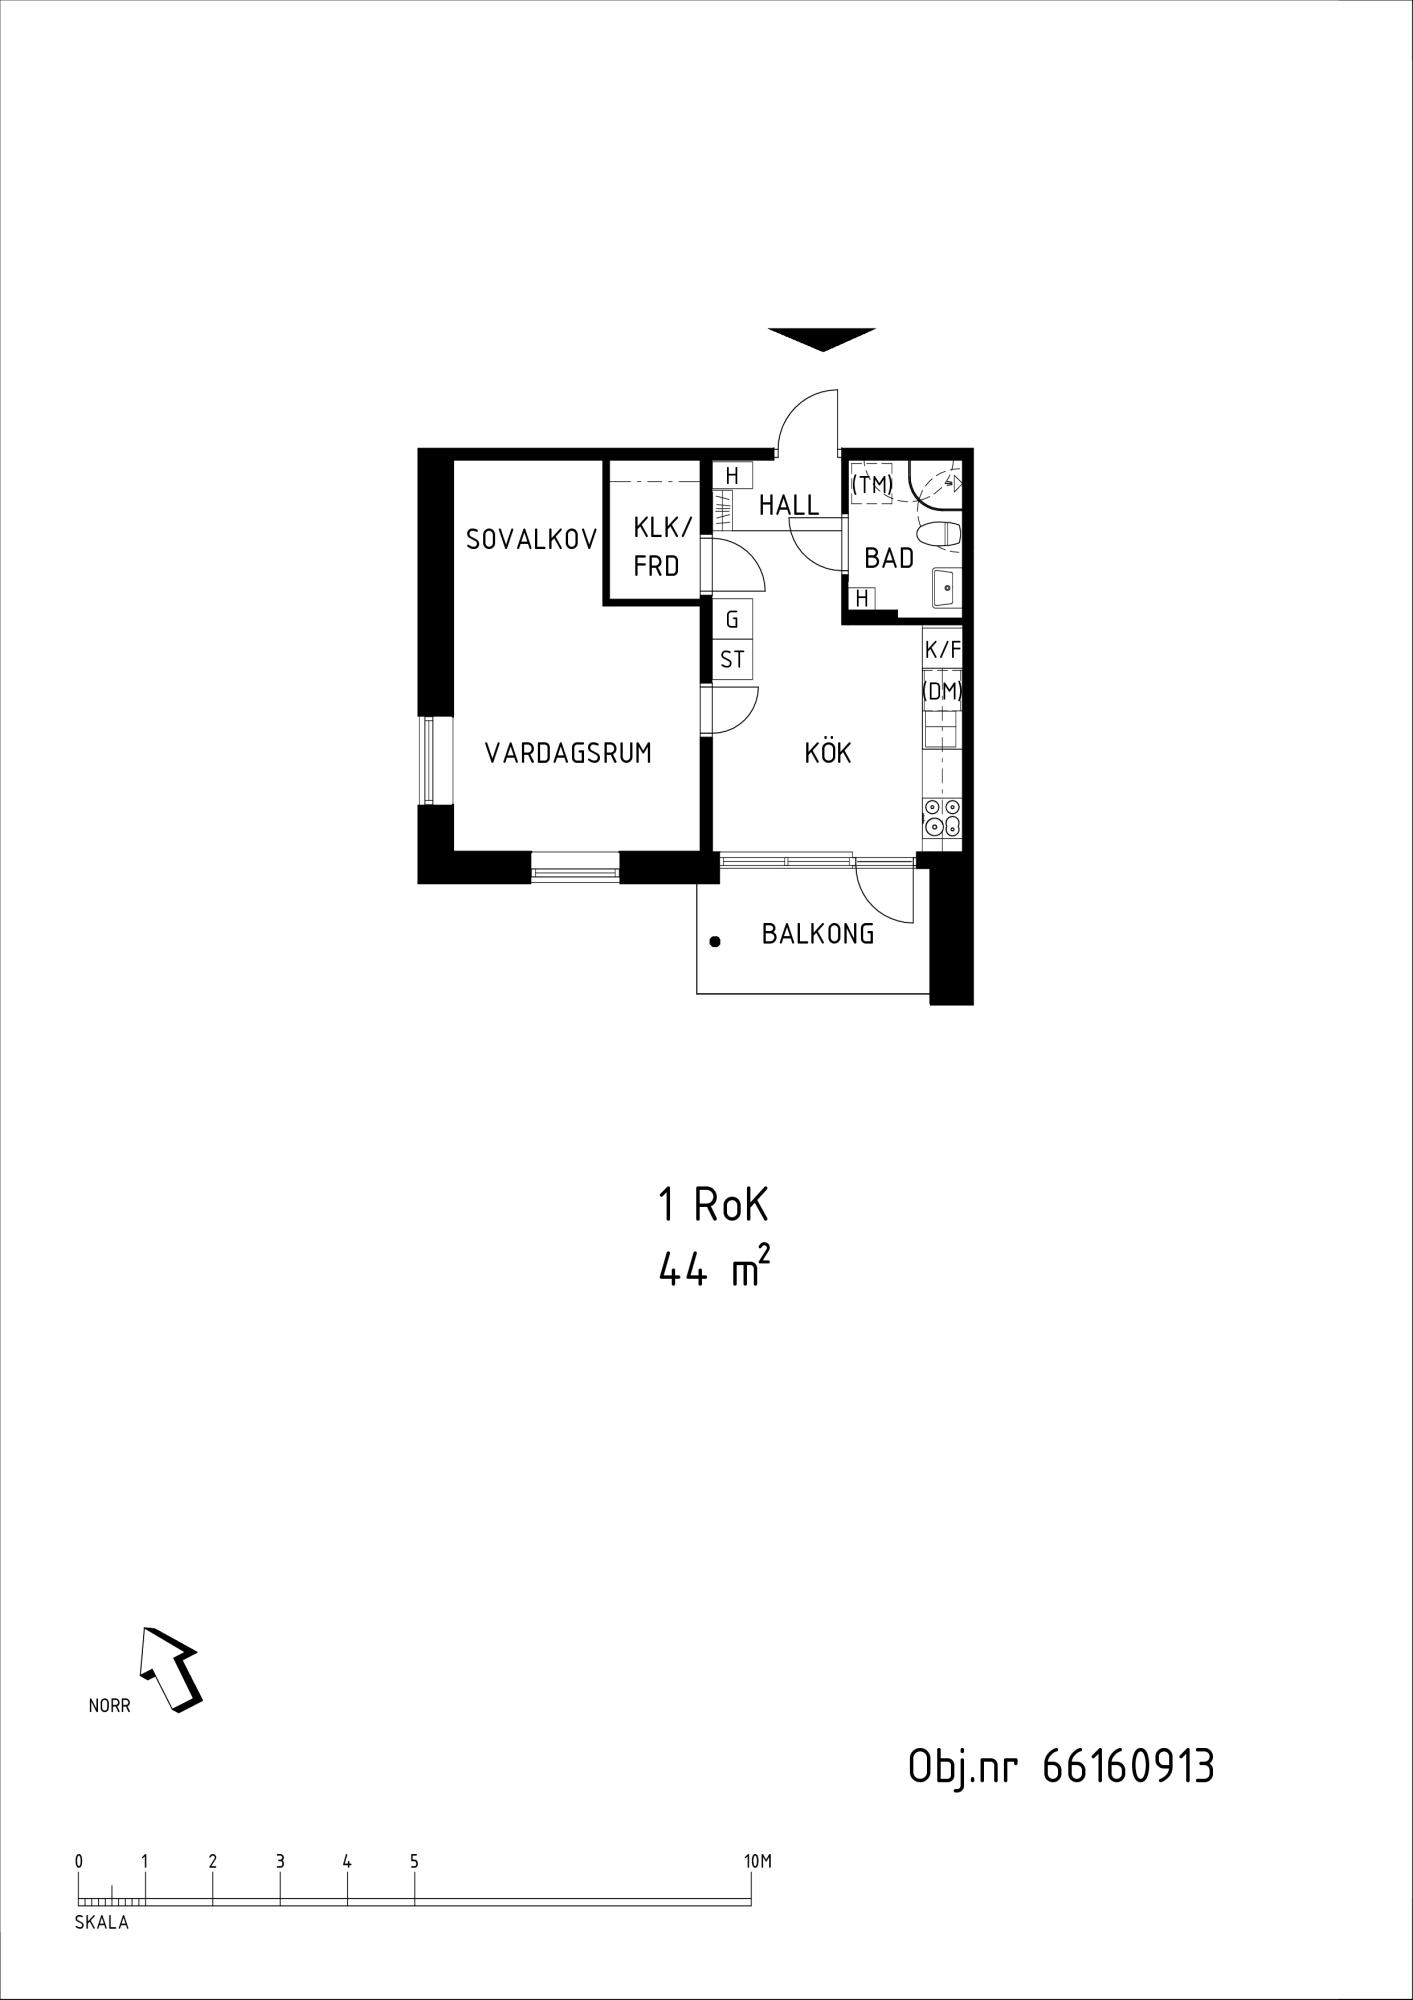 H
(TM)
HALL
KLK/
FRD
SOVALKOV
BAD
H
G
ST
K/F
(DM)
VARDAGSRUM
KÖK
BALKONG
1 RoK
44 m²
NORR
Obj.nr 66160913
0 1 2 3 4 5 10M
SKALA